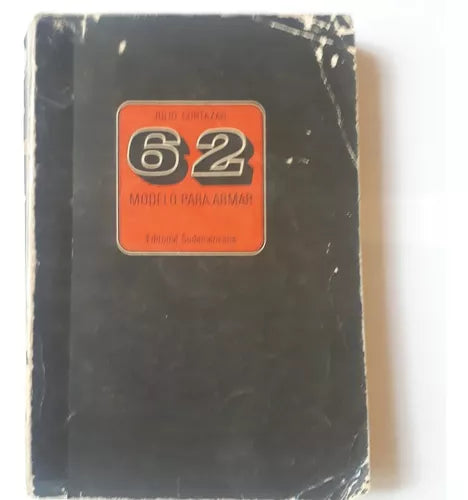 JULIO CORTAZAR
62
MODELO PARA ARMAR
Editorial Sudamericana